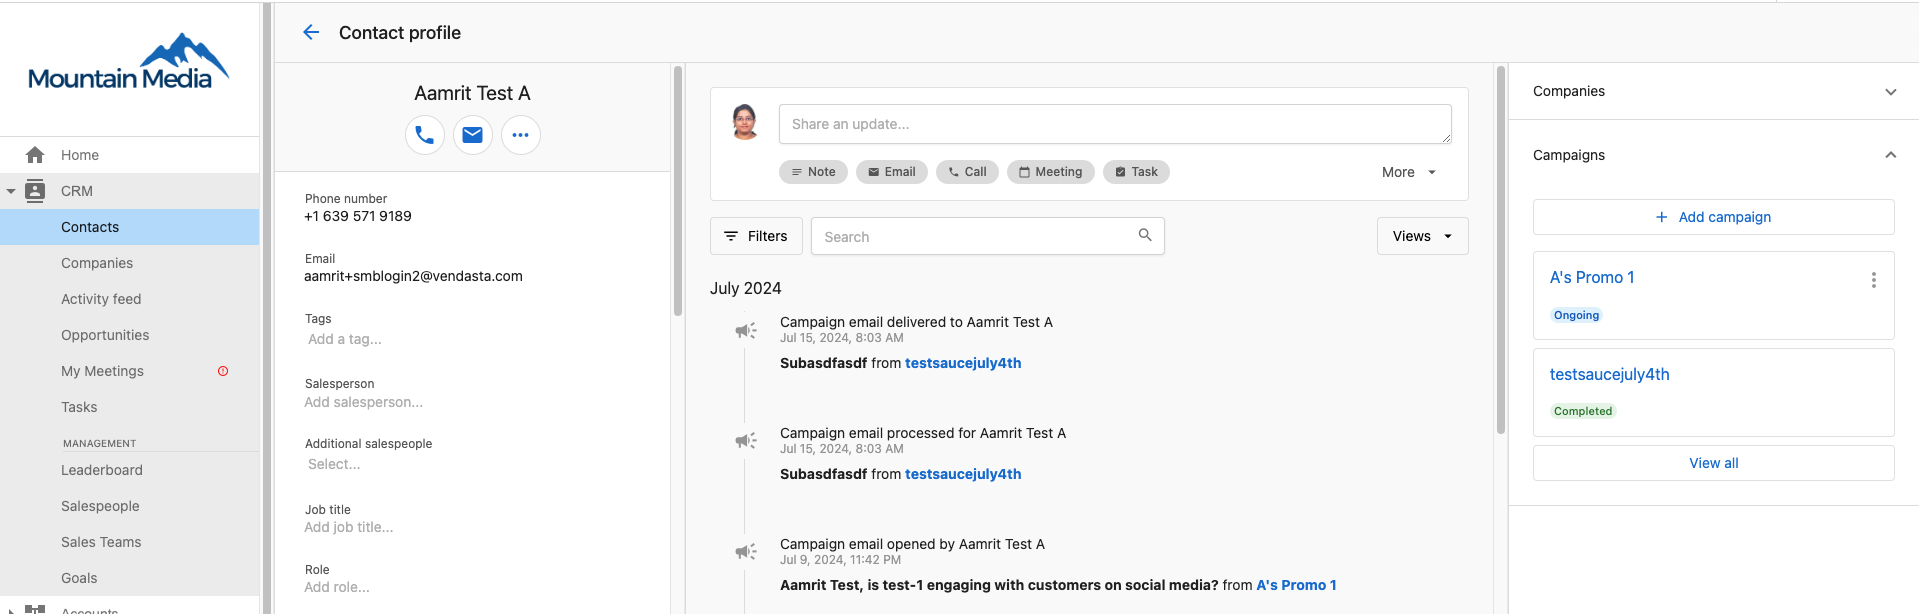 Mountain Media
Home
CRM
Contacts
Companies
Activity feed
Opportunities
My Meetings
Tasks
MANAGEMENT
Leaderboard
Salespeople
Sales Teams
Goals
Accounts
Contact profile
Aamrit Test A
Phone number
+1 639 571 9189
Email
aamrit+smblogin2@vendasta.com
Tags
Add a tag...
Salesperson
Add salesperson...
Additional salespeople
Select...
Job title
Add job title...
Role
Add role...
Share an update...
Note Email Call Meeting Task More
Filters Search Views
July 2024
Campaign email delivered to Aamrit Test A
Jul 15, 2024, 8:03 AM
Subasdfasdf from testsaucejuly4th
Campaign email processed for Aamrit Test A
Jul 15, 2024, 8:03 AM
Subasdfasdf from testsaucejuly4th
Campaign email opened by Aamrit Test A
Jul 9, 2024, 11:42 PM
Aamrit Test, is test-1 engaging with customers on social media? from A's Promo 1
Companies
Campaigns
+ Add campaign
A's Promo 1
Ongoing
testsaucejuly4th
Completed
View all